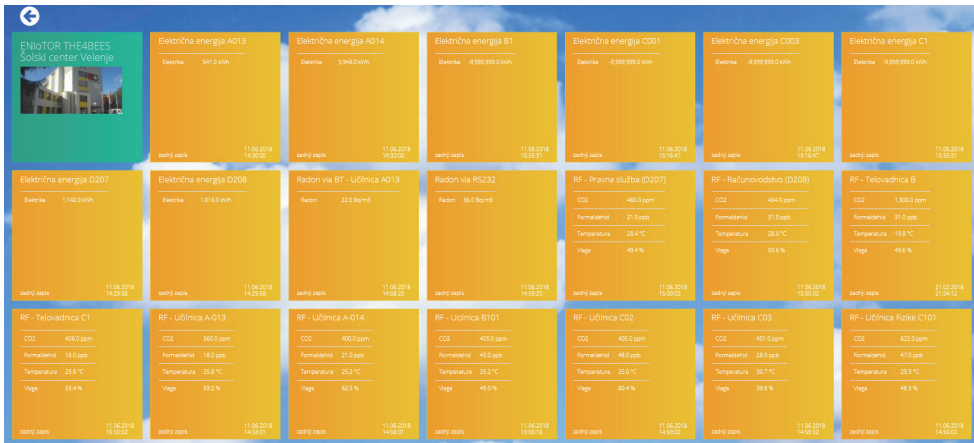 ENIoTOR THE4BEES
Šolski center Velenje
Električna energija A013
Elektrika 541.0 kWh
zadnji zapis 11.06.2018
14:30:00
Električna energija A014
Elektrika 5,948.0 kWh
zadnji zapis 11.06.2018
14:30:00
Električna energija B1
Elektrika -9,999,999.0 kWh
zadnji zapis 11.06.2018
15:55:31
Električna energija C001
Elektrika -9,999,999.0 kWh
zadnji zapis 11.06.2018
15:16:47
Električna energija C003
Elektrika -9,999,999.0 kWh
zadnji zapis 11.06.2018
15:16:47
Električna energija C1
Elektrika -9,999,999.0 kWh
zadnji zapis 11.06.2018
15:55:31
Električna energija D207
Elektrika 1,142.0 kWh
zadnji zapis 11.06.2018
14:29:58
Električna energija D208
Elektrika 1,816.0 kWh
zadnji zapis 11.06.2018
14:29:58
Radon via BT - Učilnica A013
Radon 22.0 Bq/m3
zadnji zapis 11.06.2018
14:58:25
Radon via RS232
Radon 36.0 Bq/m3
zadnji zapis 11.06.2018
RF - Pravna služba (D207)
CO2 463.0 ppm
Formaldehid 21.0 ppb
Temperatura 28.4 °C
Vlaga 49.4 %
zadnji zapis 11.06.2018
15:00:02
RF - Računovodstvo (D208)
CO2 454.0 ppm
Formaldehid 31.0 ppb
Temperatura 28.0 °C
Vlaga 50.6 %
zadnji zapis 11.06.2018
15:00:02
RF - Telovadnica B
CO2 1,300.0 ppm
Formaldehid 31.0 ppb
Temperatura 19.8 °C
Vlaga 49.6 %
zadnji zapis 21.02.2018
21:54:12
RF - Telovadnica C1
CO2 456.0 ppm
Formaldehid 16.0 ppb
Temperatura 25.6 °C
Vlaga 53.4 %
zadnji zapis 11.06.2018
15:00:02
RF - Učilnica A-013
CO2 560.0 ppm
Formaldehid 18.0 ppb
Temperatura 25.8 °C
Vlaga 59.2 %
zadnji zapis 11.06.2018
14:58:01
RF - Učilnica A-014
CO2 400.0 ppm
Formaldehid 21.0 ppb
Temperatura 25.2 °C
Vlaga 62.5 %
zadnji zapis 11.06.2018
14:58:01
RF - Učilnica B101
CO2 ppm
Formaldehid 45.0 ppb
Temperatura 25.2 °C
Vlaga 49.0 %
zadnji zapis 11.06.2018
15:00:16
RF - Učilnica C02
CO2 ppm
Formaldehid 48.0 ppb
Temperatura 25.0 °C
Vlaga 60.4 %
zadnji zapis 11.06.2018
14:59:02
RF - Učilnica C03
CO2 401.0 ppm
Formaldehid 28.0 ppb
Temperatura 30.7 °C
Vlaga 39.8 %
zadnji zapis 11.06.2018
14:59:02
RF - Učilnica Fizike C101
CO2 622.0 ppm
Formaldehid 47.0 ppb
Temperatura 29.3 °C
Vlaga 48.3 %
zadnji zapis 11.06.2018
14:58:02